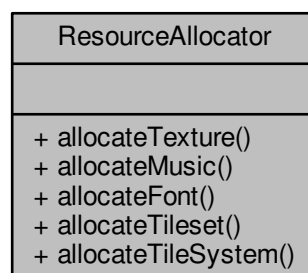 ResourceAllocator
+ allocateTexture()
+ allocateMusic()
+ allocateFont()
+ allocateTileset()
+ allocateTileSystem()